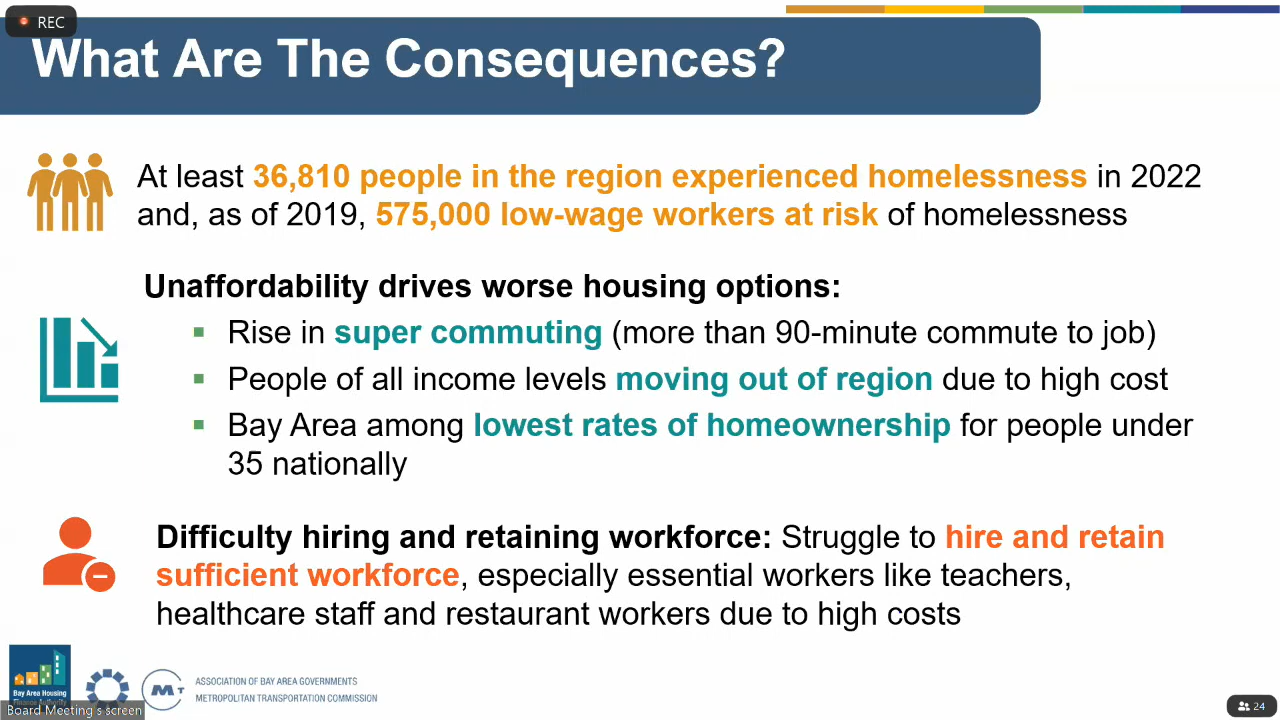 REC
What Are The Consequences?
At least 36,810 people in the region experienced homelessness in 2022
and, as of 2019, 575,000 low-wage workers at risk of homelessness
Unaffordability drives worse housing options:
Rise in super commuting (more than 90-minute commute to job)
People of all income levels moving out of region due to high cost
Bay Area among lowest rates of homeownership for people under
35 nationally
Difficulty hiring and retaining workforce: Struggle to hire and retain
sufficient workforce, especially essential workers like teachers,
healthcare staff and restaurant workers due to high costs
Bay Area Housing
Finance Authority
MT
ASSOCIATION OF BAY AREA GOVERNMENTS
METROPOLITAN TRANSPORTATION COMMISSION
Board Meeting's screen
24